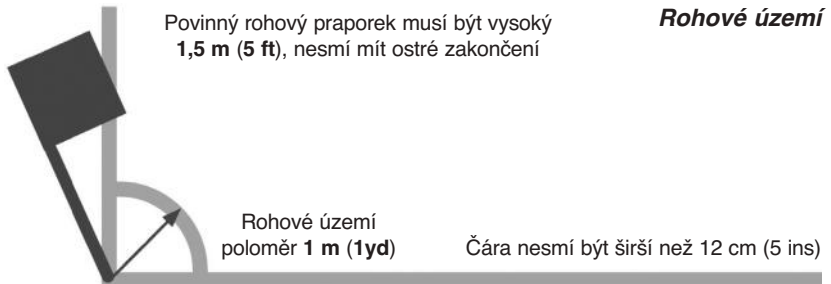 Rohové území
Povinný rohový praporek musí být vysoký
1,5 m (5 ft), nesmí mít ostré zakončení
Rohové území
poloměr 1 m (1yd)
Čára nesmí být širší než 12 cm (5 ins)